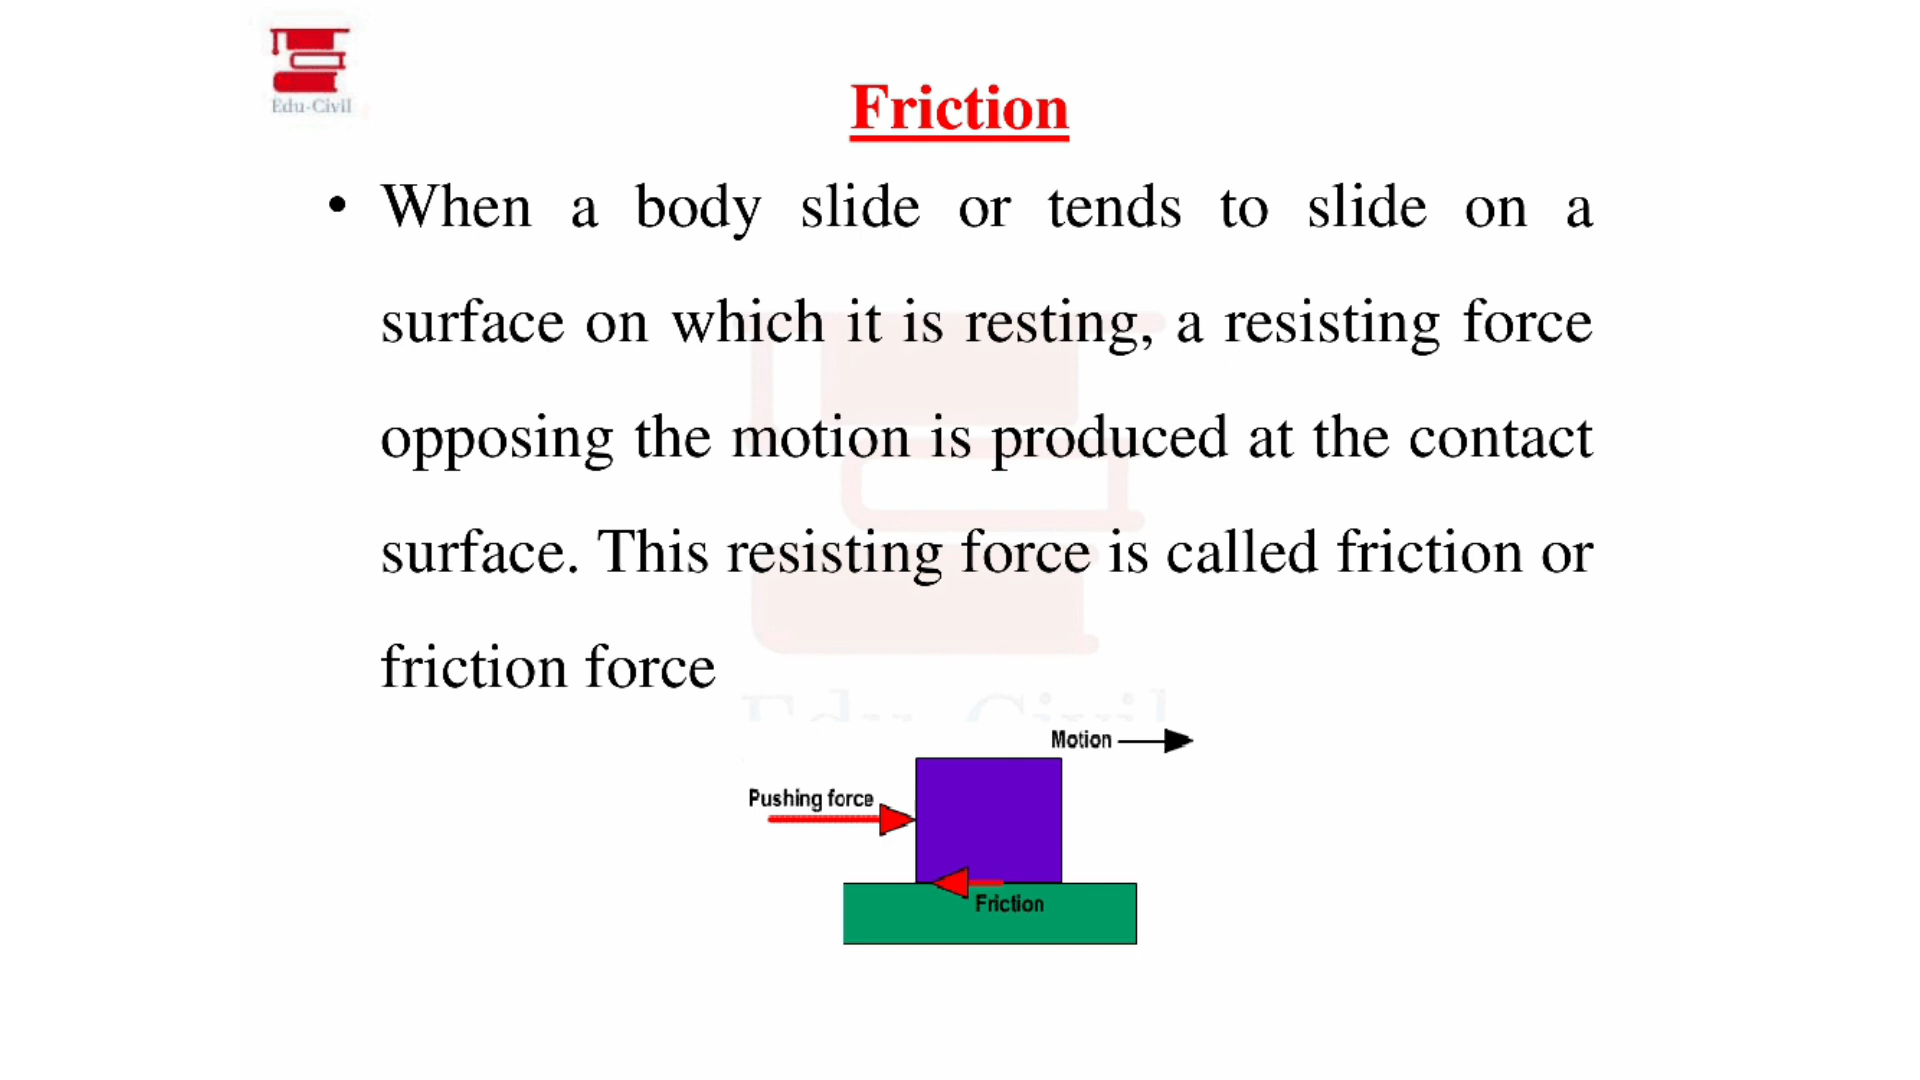 Edu-Civil
Friction
• When a body slide or tends to slide on a
surface on which it is resting, a resisting force
opposing the motion is produced at the contact
surface. This resisting force is called friction or
friction force
Edu-Civil
Motion
Pushing force
Friction